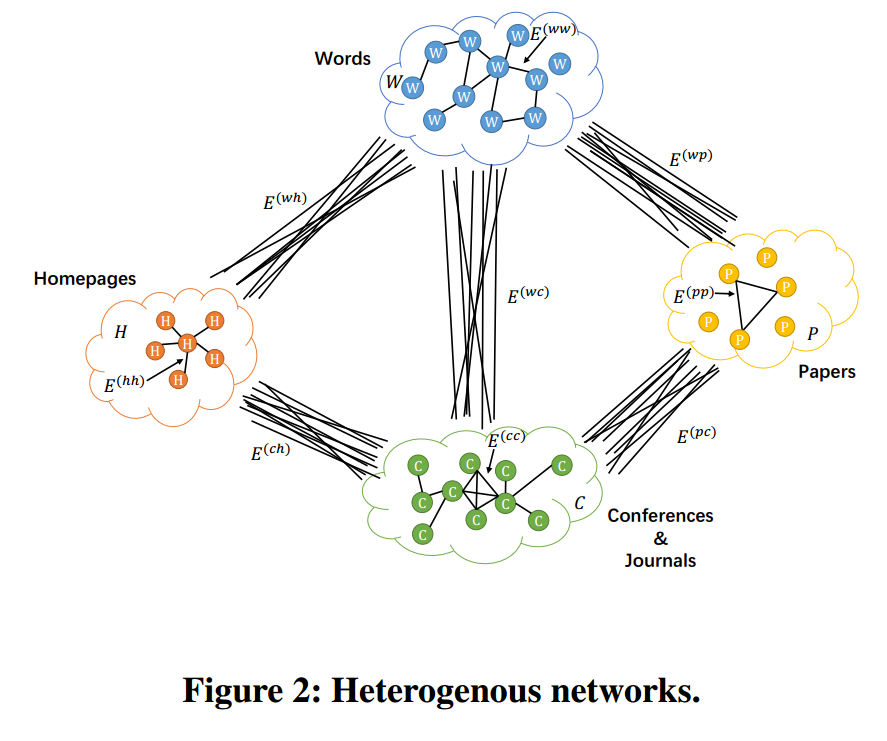 Words
W
W W W E^(ww)
W W W
W W
W W W
E^(wp)
E^(wh)
E^(wc)
Homepages
H
H H
H H
H
H
E^(hh)
P
P P
E^(pp)
P P
P
P
Papers
E^(ch)
E^(pc)
E^(cc)
C C C C
C
C C
C C
C
C
Conferences
&
Journals
Figure 2: Heterogenous networks.